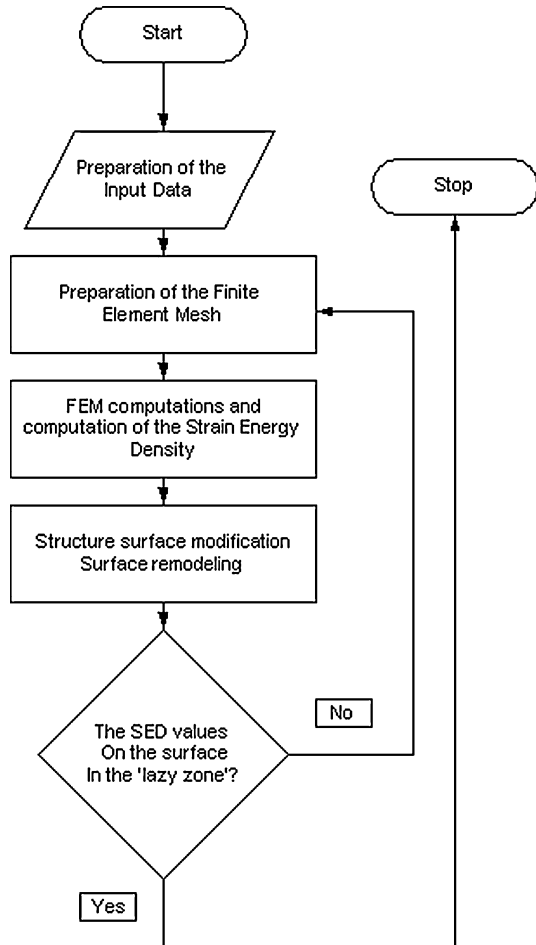 Start
Preparation of the
Input Data
Stop
Preparation of the Finite
Element Mesh
FEM computations and
computation of the Strain Energy
Density
Structure surface modification
Surface remodeling
The SED values
On the surface
In the 'lazy zone'?
No
Yes